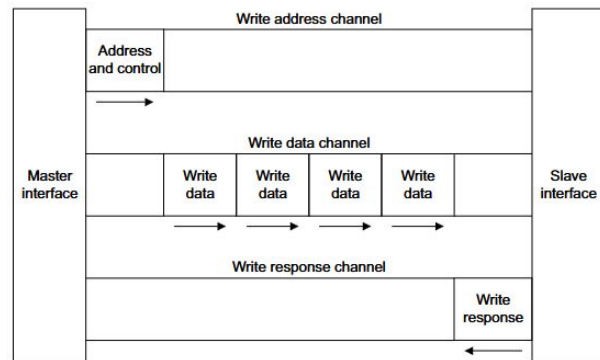 Write address channel
Address
and control
Write data channel
Master
interface
Write
data
Write
data
Write
data
Write
data
Slave
interface
Write response channel
Write
response